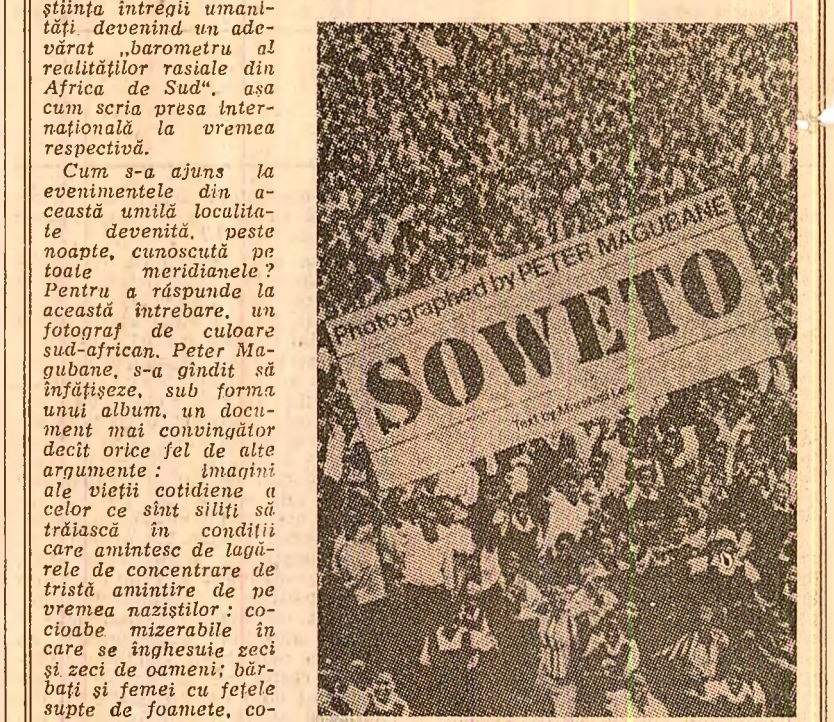 știința întregii umani-
tăți devenind un ade-
vărat „barometru al
realităților rasiale din
Africa de Sud“, așa
cum scria presa inter-
națională la vremea
respectivă.
Cum s-a ajuns la
evenimentele din a-
ceastă umilă localita-
te devenită, peste
noapte, cunoscută pe
toate meridianele ?
Pentru a răspunde la
această întrebare, un
fotograf de culoare
sud-african, Peter Ma-
gubane, s-a gîndit să
înfățișeze, sub forma
unui album, un docu-
ment mai convingător
decît orice fel de alte
argumente : imagini
ale vieții cotidiene a
celor ce sînt siliți să
trăiască în condiții
care amintesc de lagă-
rele de concentrare de
tristă amintire de pe
vremea naziștilor : co-
cioabe mizerabile în
care se înghesuie zeci
și zeci de oameni; băr-
bați și femei cu fețele
supte de foamete, co-
Photographed by PETER MAGUBANE
SOWETO
Text by Marshall Lee